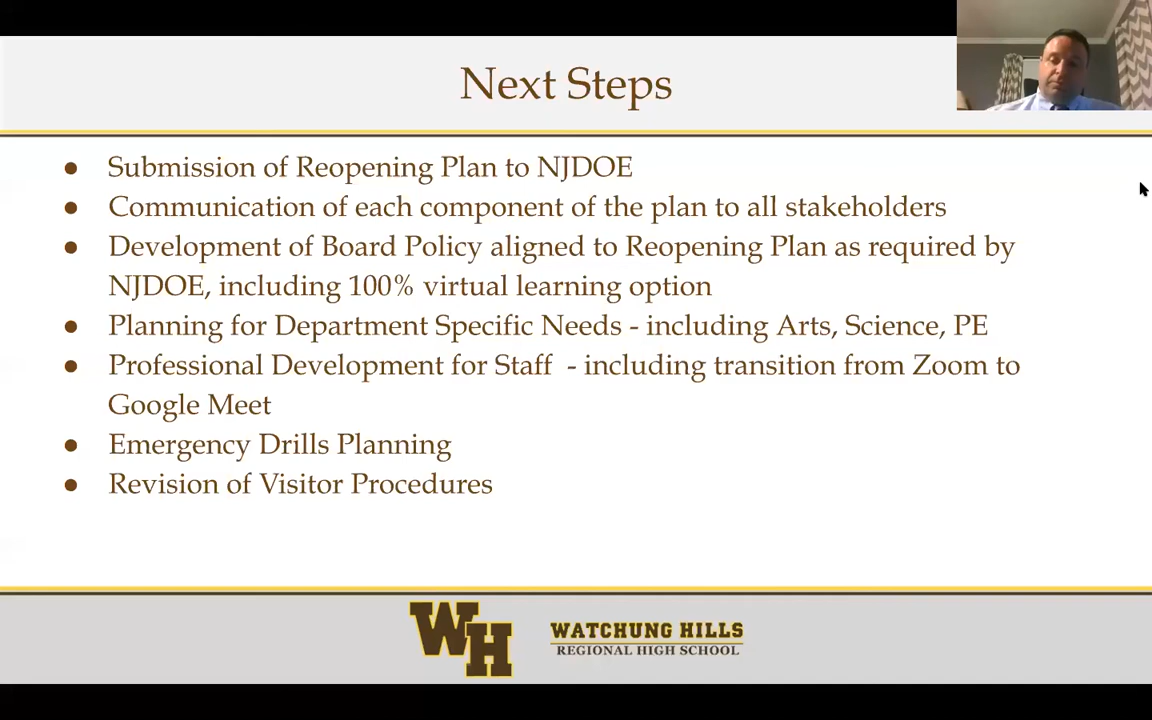 Next Steps
● Submission of Reopening Plan to NJDOE
● Communication of each component of the plan to all stakeholders
● Development of Board Policy aligned to Reopening Plan as required by
NJDOE, including 100% virtual learning option
● Planning for Department Specific Needs - including Arts, Science, PE
● Professional Development for Staff  - including transition from Zoom to
Google Meet
● Emergency Drills Planning
● Revision of Visitor Procedures
WH
WATCHUNG HILLS
REGIONAL HIGH SCHOOL